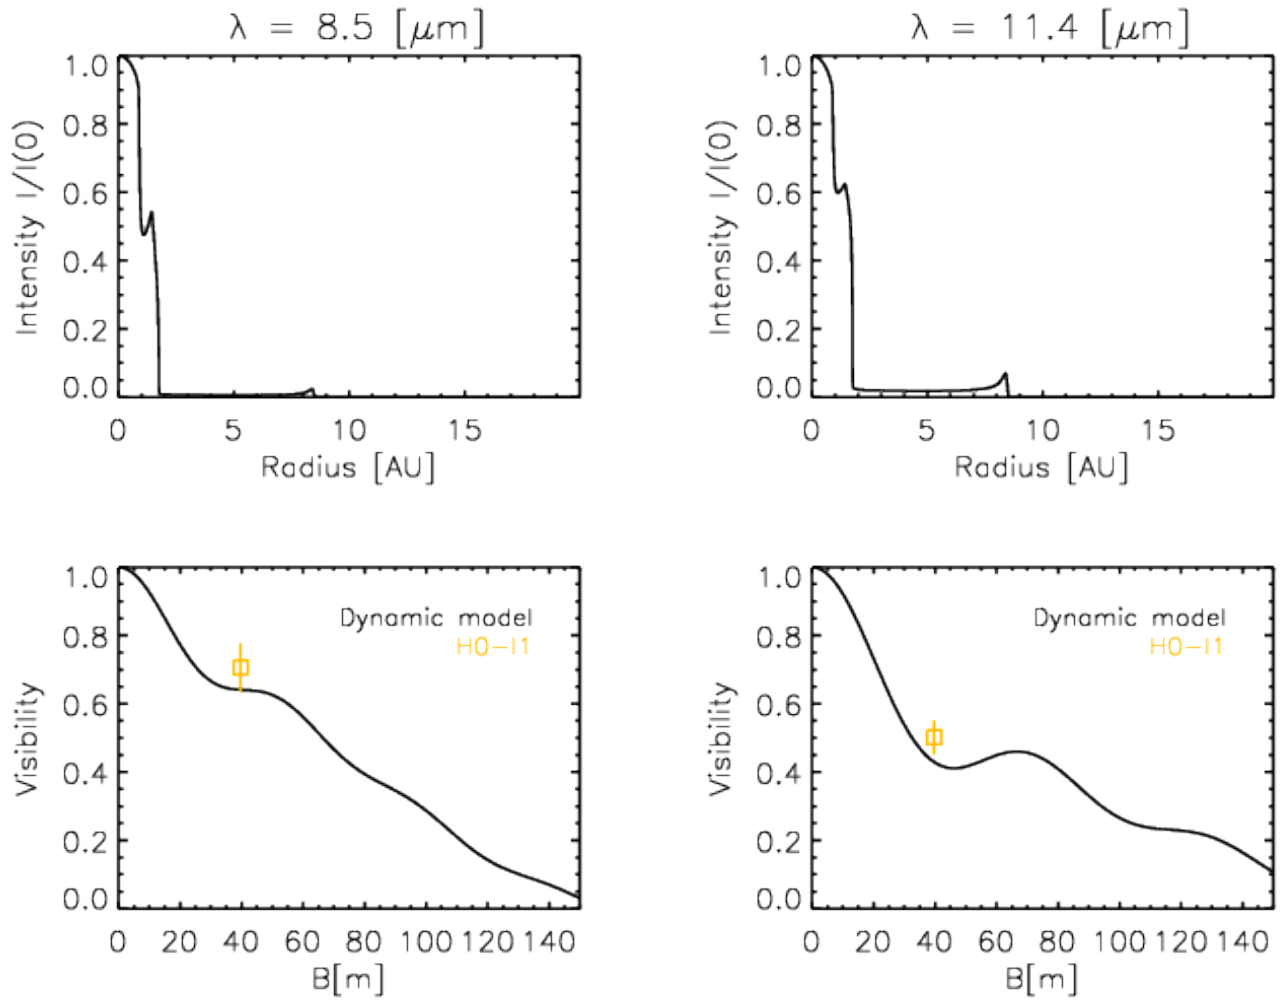 λ = 8.5 [μm]
1.0
0.8
0.6
0.4
0.2
0.0
Intensity I/I(0)
0 5 10 15
Radius [AU]
λ = 11.4 [μm]
1.0
0.8
0.6
0.4
0.2
0.0
Intensity I/I(0)
0 5 10 15
Radius [AU]
1.0
0.8
0.6
0.4
0.2
0.0
Visibility
Dynamic model
H0-I1
0 20 40 60 80 100 120 140
B[m]
1.0
0.8
0.6
0.4
0.2
0.0
Visibility
Dynamic model
H0-I1
0 20 40 60 80 100 120 140
B[m]